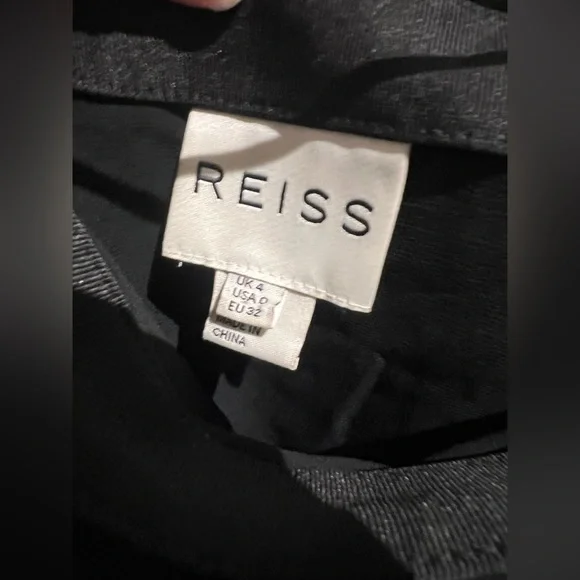 REISS
UK 4
USA 0
EU 32
MADE IN
CHINA